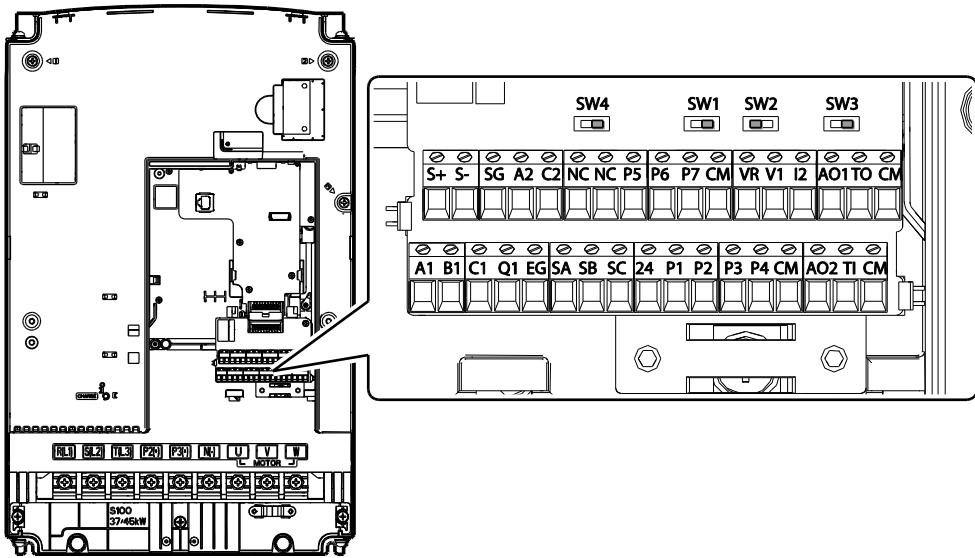 SW4 SW1 SW2 SW3
S+ S- SG A2 C2 NC NC P5 P6 P7 CM VR V1 I2 AO1 TO CM
A1 B1 C1 Q1 EG SA SB SC 24 P1 P2 P3 P4 CM AO2 TI CM
CHARGE
R(L1) S(L2) T(L3) P2(+) P3(+) N(-) U V W
MOTOR
S100
37/45kW